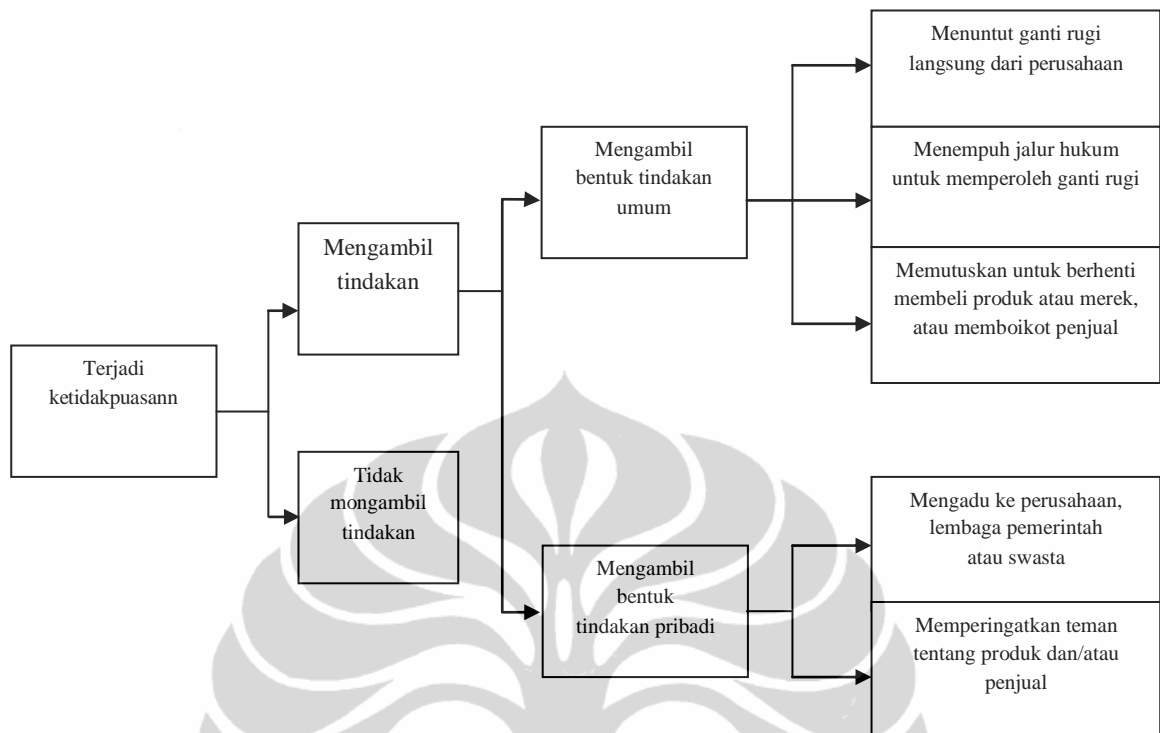 Terjadi
ketidakpuasann
Mengambil
tindakan
Tidak
mongambil
tindakan
Mengambil
bentuk tindakan
umum
Mengambil
bentuk
tindakan pribadi
Menuntut ganti rugi
langsung dari perusahaan
Menempuh jalur hukum
untuk memperoleh ganti rugi
Memutuskan untuk berhenti
membeli produk atau merek,
atau memboikot penjual
Mengadu ke perusahaan,
lembaga pemerintah
atau swasta
Memperingatkan teman
tentang produk dan/atau
penjual